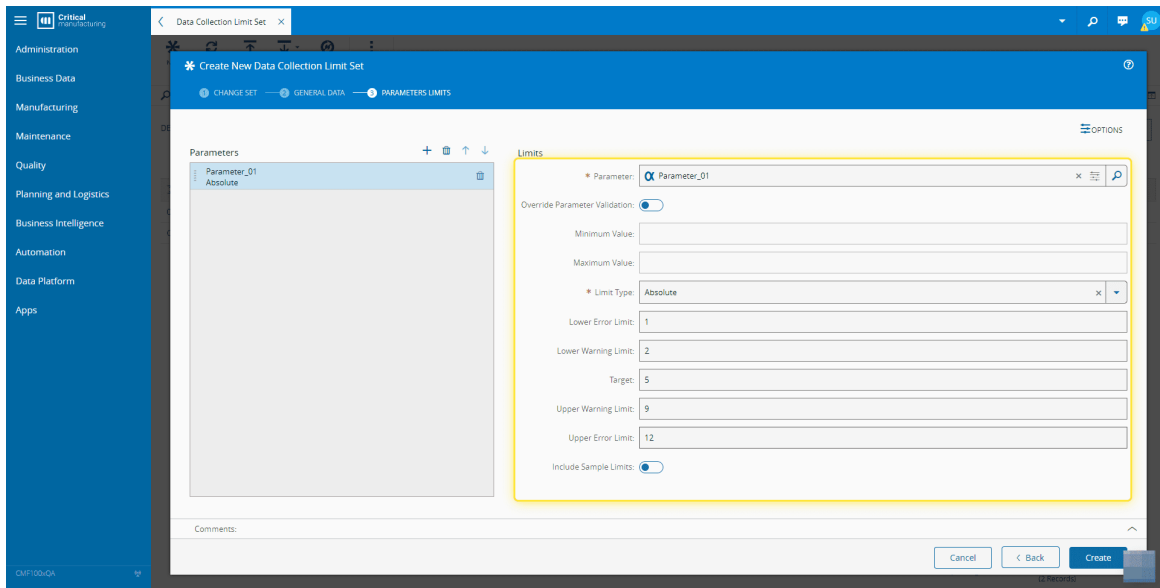 Critical manufacturing
Data Collection Limit Set
SU
Administration
Business Data
Manufacturing
Maintenance
Quality
Planning and Logistics
Business Intelligence
Automation
Data Platform
Apps
CMF100xQA
Create New Data Collection Limit Set
1 CHANGE SET
2 GENERAL DATA
3 PARAMETERS LIMITS
OPTIONS
Parameters
Parameter_01
Absolute
Limits
* Parameter: Parameter_01
Override Parameter Validation:
Minimum Value:
Maximum Value:
* Limit Type: Absolute
Lower Error Limit: 1
Lower Warning Limit: 2
Target: 5
Upper Warning Limit: 9
Upper Error Limit: 12
Include Sample Limits:
Comments:
Cancel
Back
Create
(2 Records)